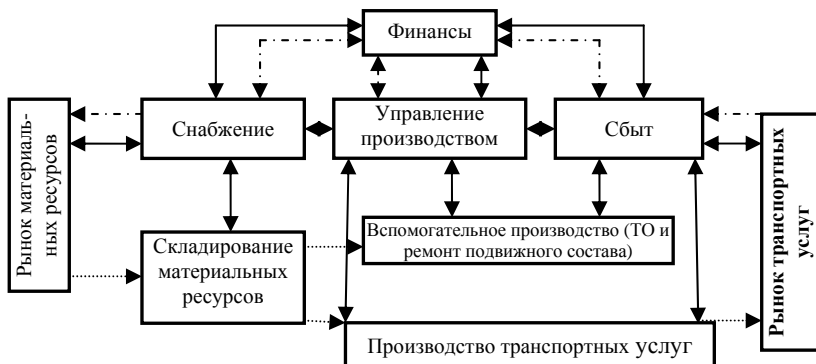 Финансы
Рынок материаль-
ных ресурсов
Снабжение
Управление
производством
Сбыт
Рынок транспортных
услуг
Складирование
материальных
ресурсов
Вспомогательное производство (ТО и
ремонт подвижного состава)
Производство транспортных услуг